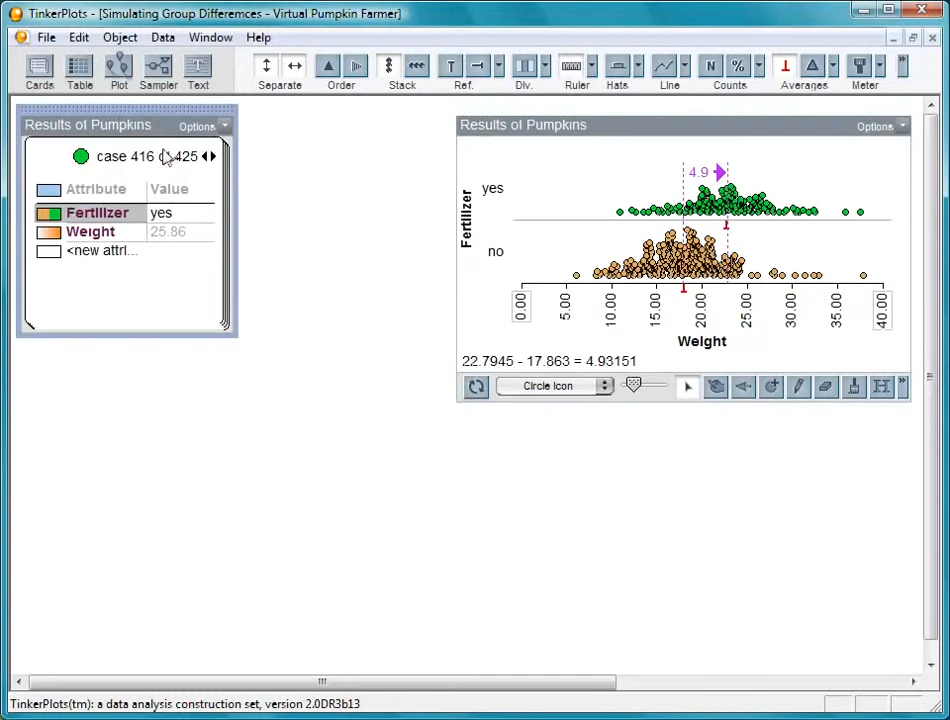 TinkerPlots - [Simulating Group Differemces - Virtual Pumpkin Farmer]
File Edit Object Data Window Help
Cards Table Plot Sampler Text Separate Order Stack Ref. Div. Ruler Hats Line Counts Averages Meter
Results of Pumpkins Options
case 416 of 425
Attribute Value
Fertilizer yes
Weight 25.86
<new attri...
Results of Pumpkins Options
4.9
yes
no
Fertilizer
0.00 5.00 10.00 15.00 20.00 25.00 30.00 35.00 40.00
Weight
22.7945 - 17.863 = 4.93151
Circle Icon
TinkerPlots(tm): a data analysis construction set, version 2.0DR3b13